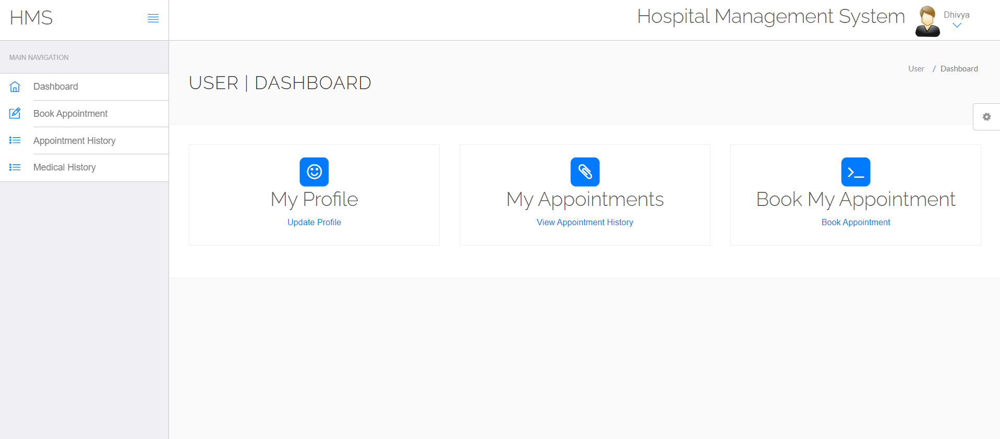 HMS
Hospital Management System
Dhivya
MAIN NAVIGATION
Dashboard
Book Appointment
Appointment History
Medical History
USER | DASHBOARD
User / Dashboard
My Profile
Update Profile
My Appointments
View Appointment History
Book My Appointment
Book Appointment